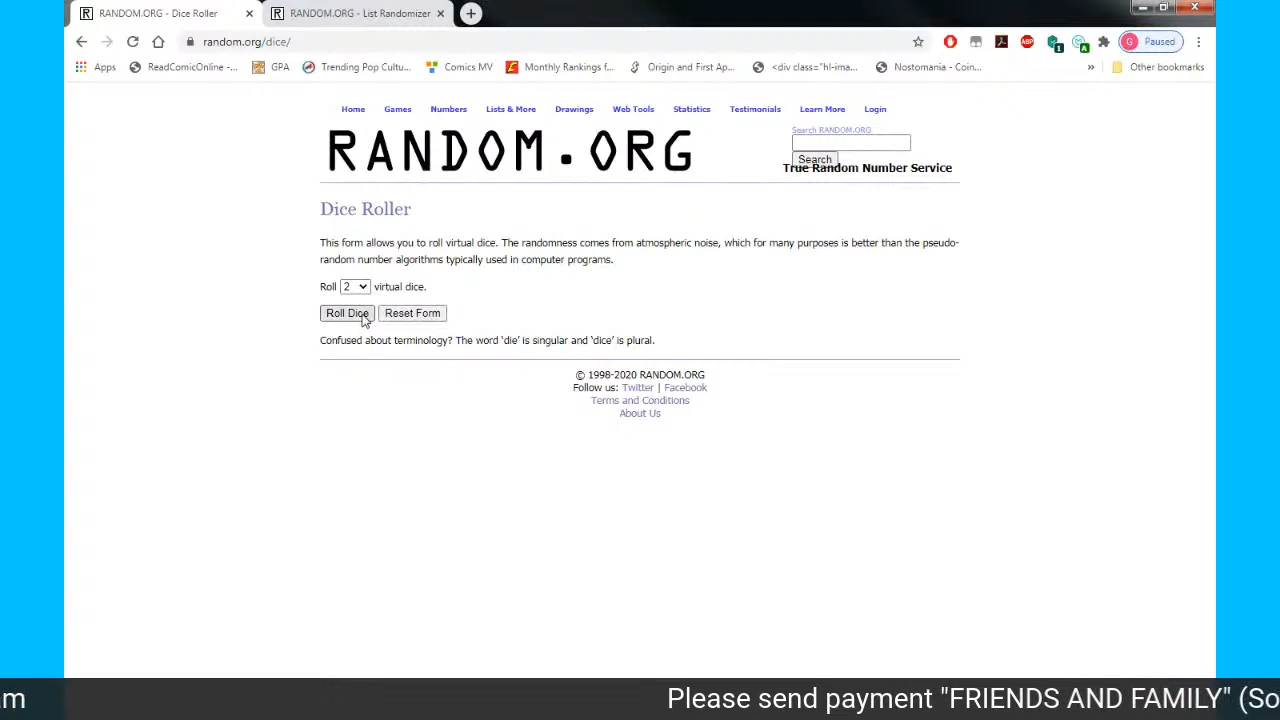 RANDOM.ORG - Dice Roller
RANDOM.ORG - List Randomizer
random.org/dice/
1
A
ABP
G Paused
Apps
ReadComicOnline -...
GPA
Trending Pop Cultu...
Comics MV
Monthly Rankings f...
Origin and First Ap...
<div class="hl-ima...
Nostomania - Coin...
»
Other bookmarks
Home Games Numbers Lists & More Drawings Web Tools Statistics Testimonials Learn More Login
RANDOM.ORG
Search RANDOM.ORG
Search
True Random Number Service
Dice Roller
This form allows you to roll virtual dice. The randomness comes from atmospheric noise, which for many purposes is better than the pseudo-
random number algorithms typically used in computer programs.
Roll 2 virtual dice.
Roll Dice Reset Form
Confused about terminology? The word ‘die’ is singular and ‘dice’ is plural.
© 1998-2020 RANDOM.ORG
Follow us: Twitter | Facebook
Terms and Conditions
About Us
am Please send payment "FRIENDS AND FAMILY" (So